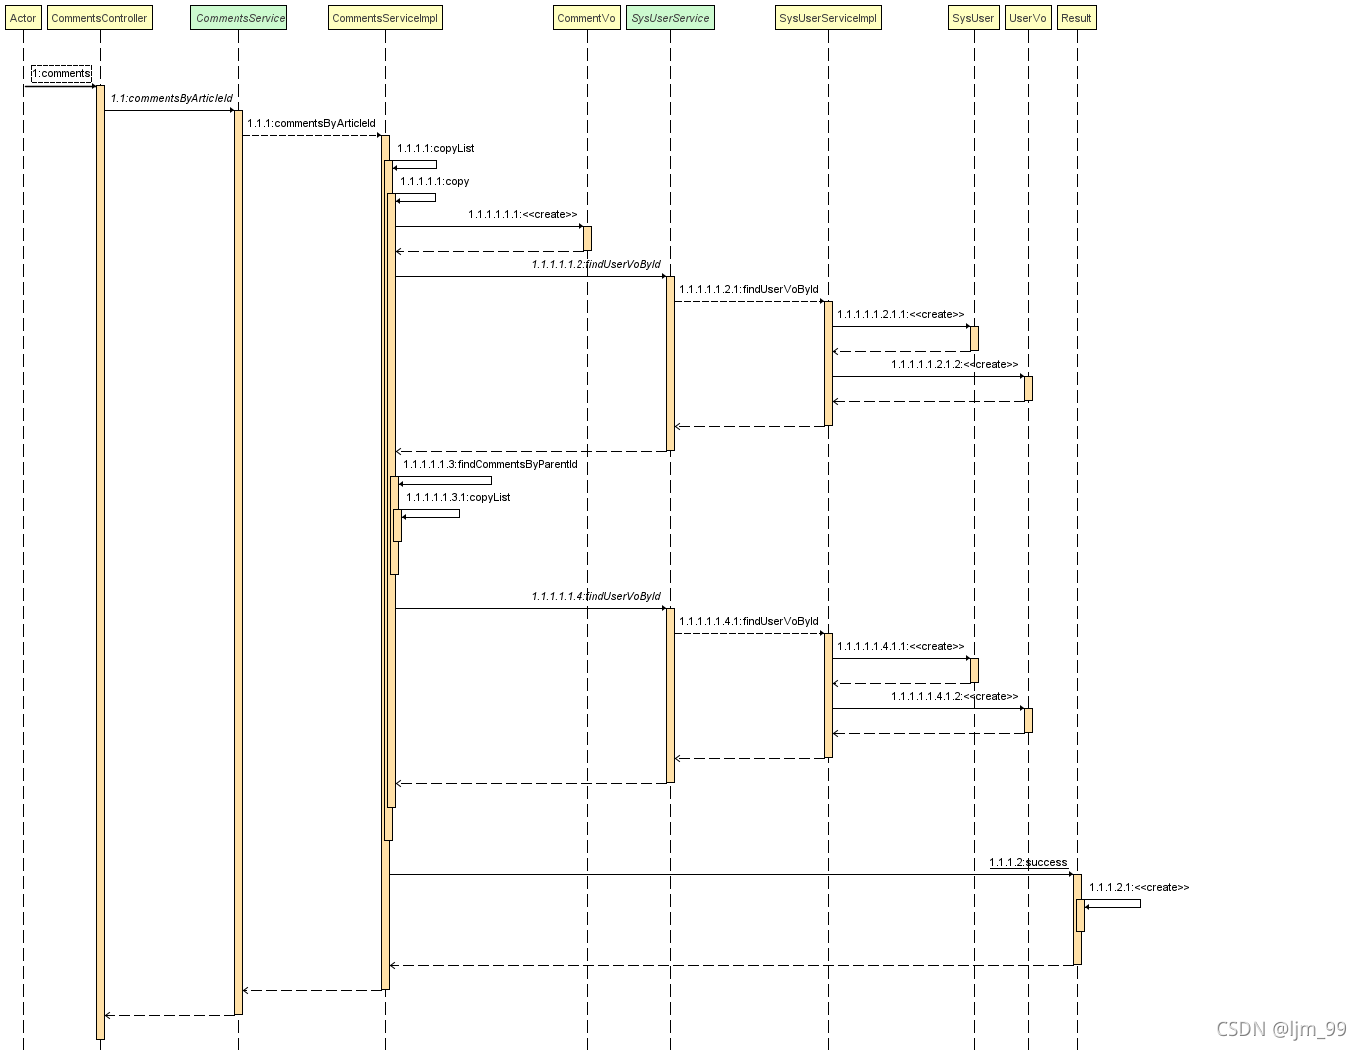 Actor
CommentsController
CommentsService
CommentsServiceImpl
CommentVo
SysUserService
SysUserServiceImpl
SysUser
UserVo
Result
1:comments
1.1:commentsByArticleId
1.1.1:commentsByArticleId
1.1.1.1:copyList
1.1.1.1.1:copy
1.1.1.1.1.1:<<create>>
1.1.1.1.1.2:findUserVoById
1.1.1.1.1.2.1:findUserVoById
1.1.1.1.1.2.1.1:<<create>>
1.1.1.1.1.2.1.2:<<create>>
1.1.1.1.1.3:findCommentsByParentId
1.1.1.1.1.3.1:copyList
1.1.1.1.1.4:findUserVoById
1.1.1.1.1.4.1:findUserVoById
1.1.1.1.1.4.1.1:<<create>>
1.1.1.1.1.4.1.2:<<create>>
1.1.1.2:success
1.1.1.2.1:<<create>>
CSDN @ljm_99